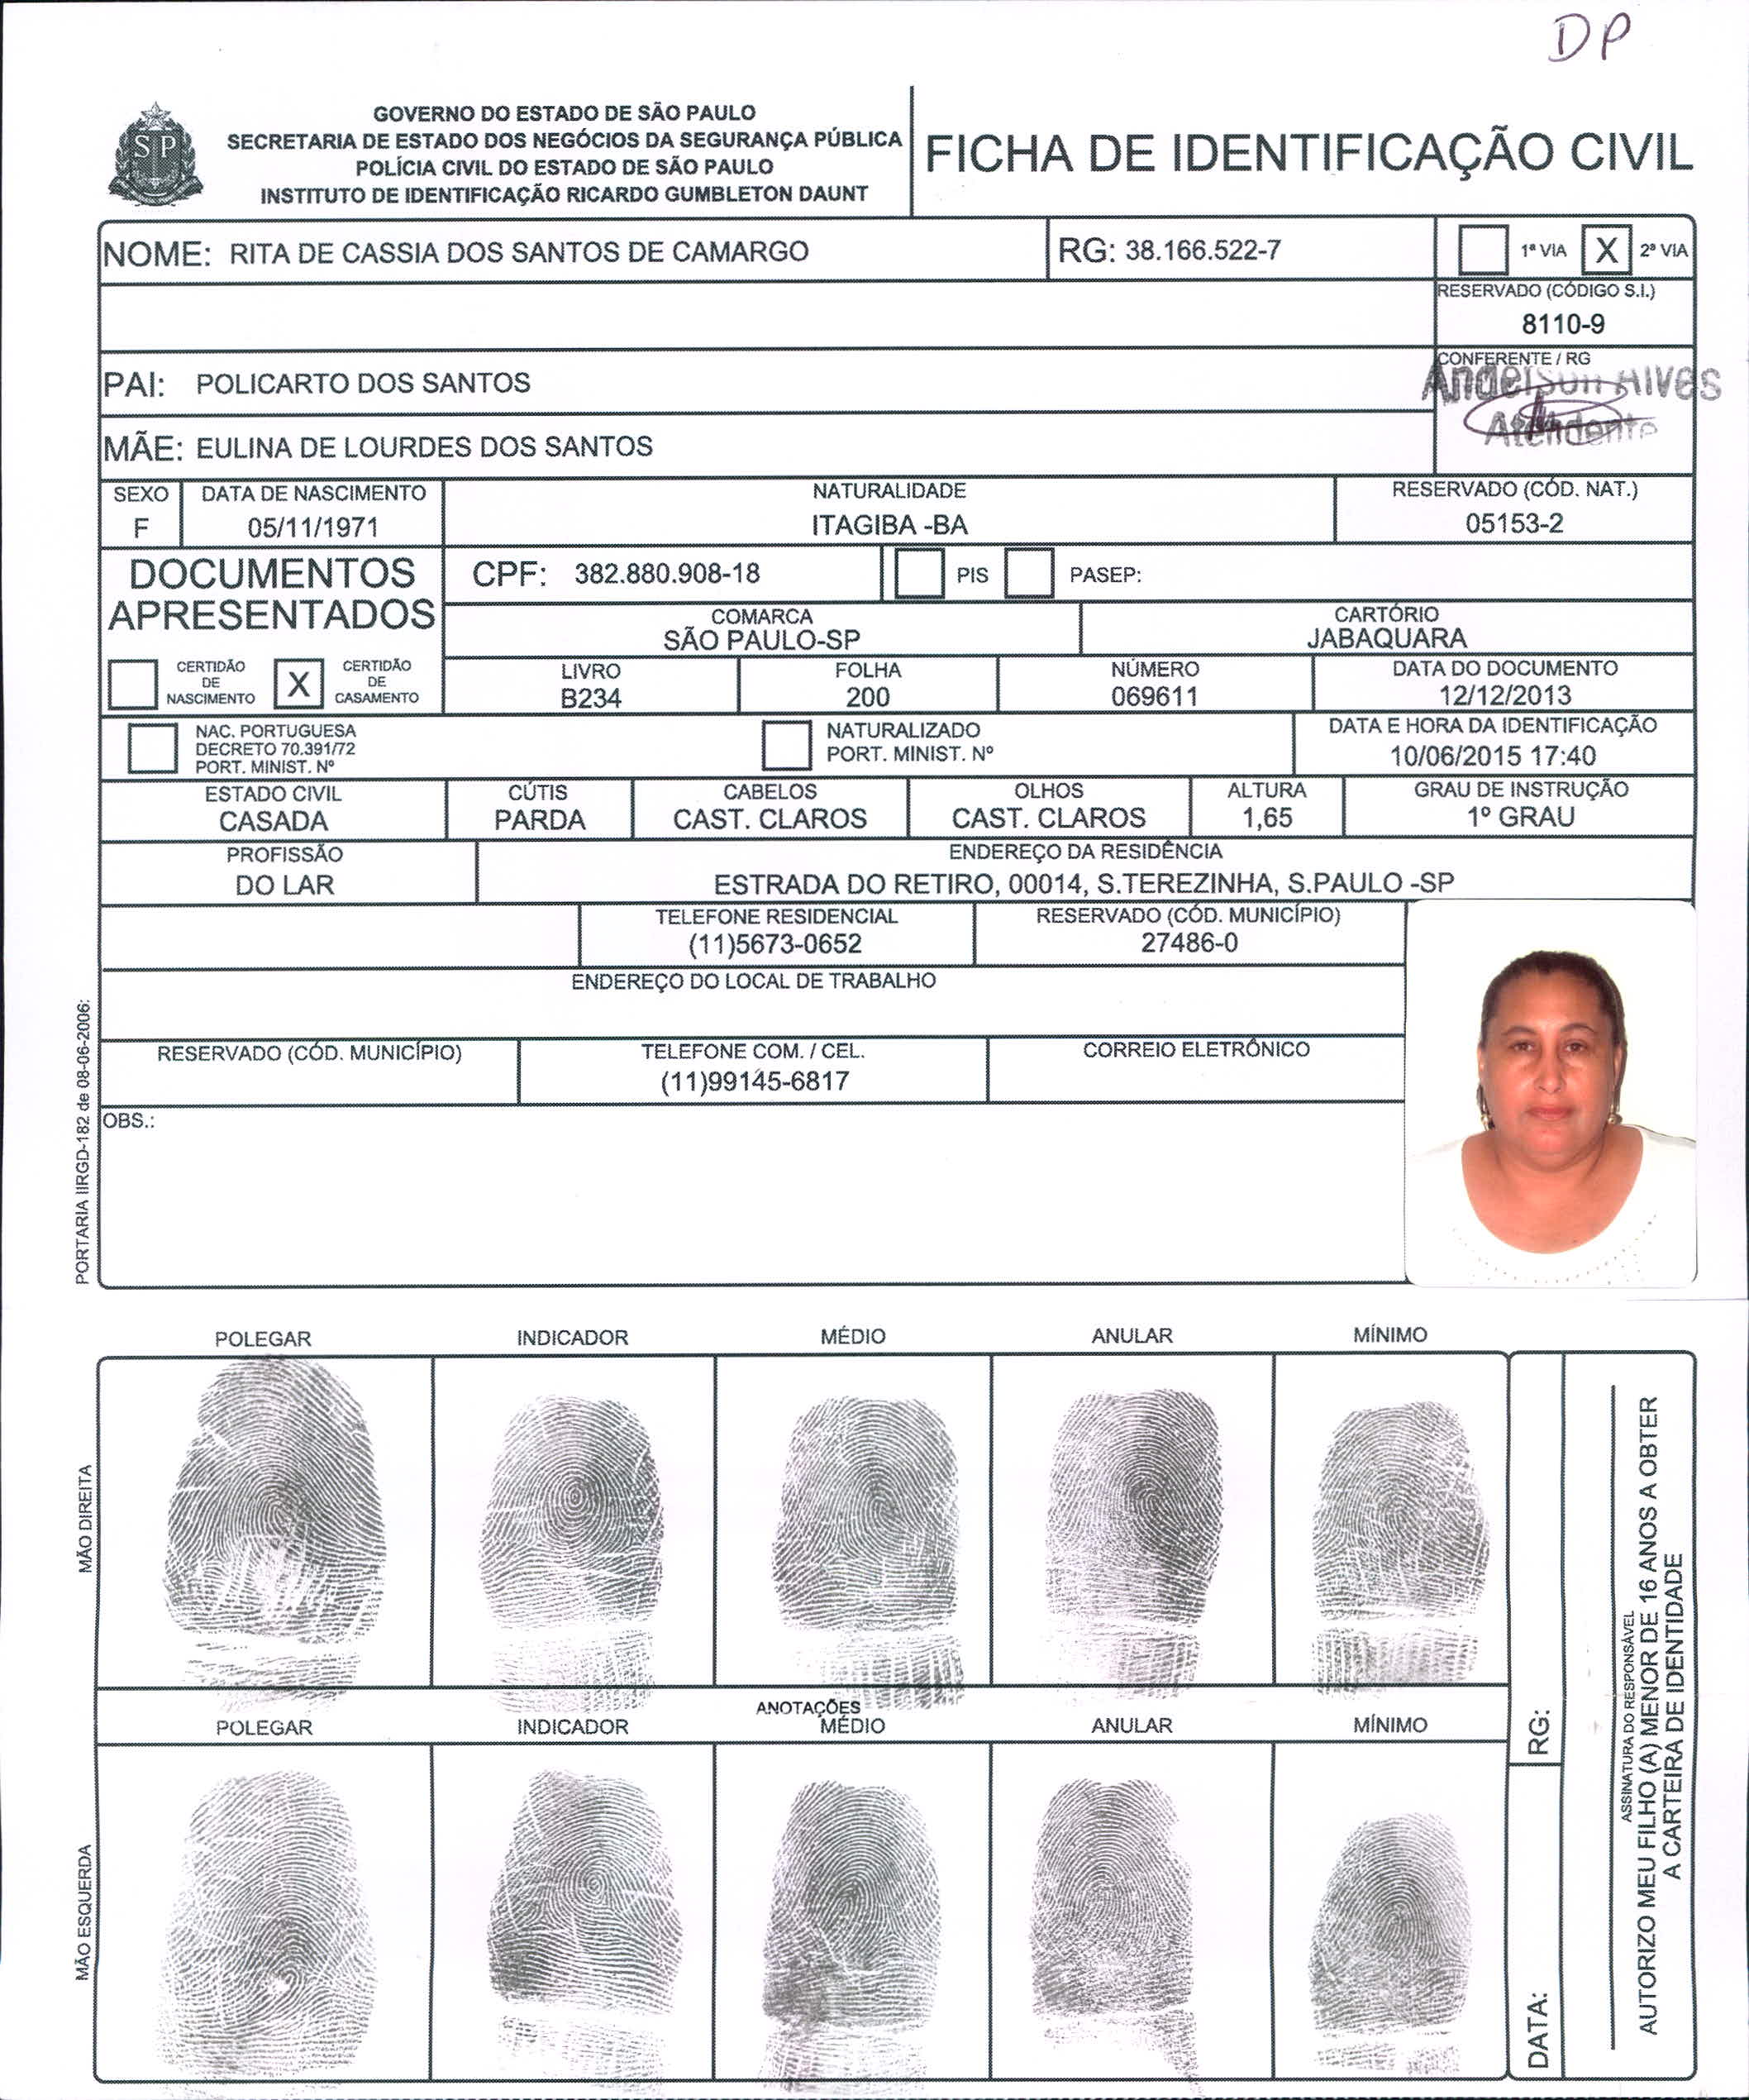 DP
SP
GOVERNO DO ESTADO DE SÃO PAULO
SECRETARIA DE ESTADO DOS NEGÓCIOS DA SEGURANÇA PÚBLICA
POLÍCIA CIVIL DO ESTADO DE SÃO PAULO
INSTITUTO DE IDENTIFICAÇÃO RICARDO GUMBLETON DAUNT
FICHA DE IDENTIFICAÇÃO CIVIL
NOME: RITA DE CASSIA DOS SANTOS DE CAMARGO
RG: 38.166.522-7
1ª VIA X 2ª VIA
RESERVADO (CÓDIGO S.I.)
8110-9
CONFERENTE / RG
Anderson Alves
Atendente
PAI: POLICARTO DOS SANTOS
MÃE: EULINA DE LOURDES DOS SANTOS
SEXO
F
DATA DE NASCIMENTO
05/11/1971
NATURALIDADE
ITAGIBA -BA
RESERVADO (CÓD. NAT.)
05153-2
DOCUMENTOS
APRESENTADOS
CPF: 382.880.908-18
PIS
PASEP:
COMARCA
SÃO PAULO-SP
CARTÓRIO
JABAQUARA
CERTIDÃO
DE
NASCIMENTO
X
CERTIDÃO
DE
CASAMENTO
LIVRO
B234
FOLHA
200
NÚMERO
069611
DATA DO DOCUMENTO
12/12/2013
NAC. PORTUGUESA
DECRETO 70.391/72
PORT. MINIST. Nº
NATURALIZADO
PORT. MINIST. Nº
DATA E HORA DA IDENTIFICAÇÃO
10/06/2015 17:40
ESTADO CIVIL
CASADA
CÚTIS
PARDA
CABELOS
CAST. CLAROS
OLHOS
CAST. CLAROS
ALTURA
1,65
GRAU DE INSTRUÇÃO
1º GRAU
PROFISSÃO
DO LAR
ENDEREÇO DA RESIDÊNCIA
ESTRADA DO RETIRO, 00014, S.TEREZINHA, S.PAULO -SP
TELEFONE RESIDENCIAL
(11)5673-0652
RESERVADO (CÓD. MUNICÍPIO)
27486-0
ENDEREÇO DO LOCAL DE TRABALHO
RESERVADO (CÓD. MUNICÍPIO)
TELEFONE COM. / CEL.
(11)99145-6817
CORREIO ELETRÔNICO
OBS.:
PORTARIA IIRGD-182 de 08-06-2006:
POLEGAR INDICADOR MÉDIO ANULAR MÍNIMO
MÃO DIREITA
ANOTAÇÕES
POLEGAR INDICADOR MÉDIO ANULAR MÍNIMO
MÃO ESQUERDA
RG:
DATA:
ASSINATURA DO RESPONSÁVEL
AUTORIZO MEU FILHO (A) MENOR DE 16 ANOS A OBTER
A CARTEIRA DE IDENTIDADE